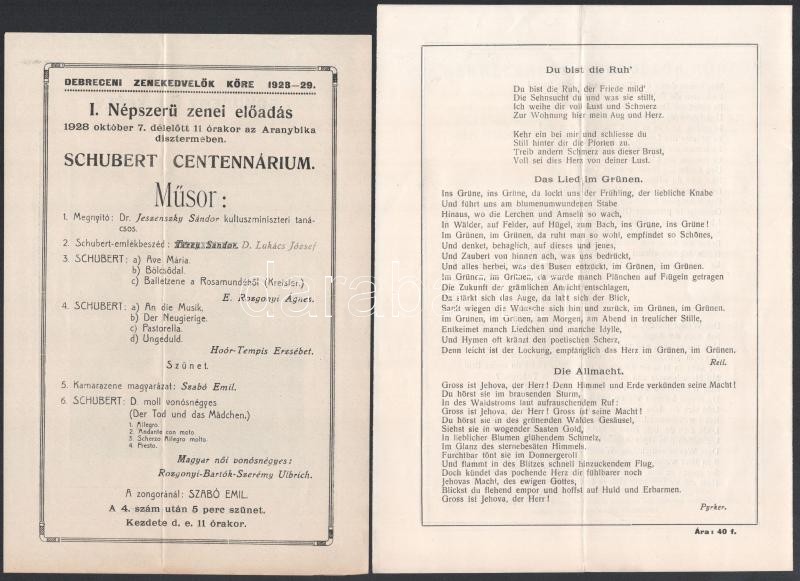 DEBRECENI ZENEKEDVELŐK KÖRE 1928—29.
I. Népszerű zenei előadás
1928 október 7. délelőtt 11 órakor az Aranybika
dísztermében.
SCHUBERT CENTENNÁRIUM.
Műsor:
1. Megnyitó: Dr. Jeszenszky Sándor kultuszminiszteri taná-
csos.
2. Schubert-emlékbeszéd: Sándor. D. Lukács József
3. SCHUBERT: a) Ave Mária.
b) Bölcsődal.
c) Balletzene a Rosamundéből (Kreisler.)
E. Rozgonyi Ágnes.
4. SCHUBERT: a) An die Musik.
b) Der Neugierige.
c) Pastorella.
d) Ungeduld.
Hoór-Tempis Erzsébet.
Szünet.
5. Kamarazene magyarázat: Szabó Emil.
6. SCHUBERT: D. moll vonósnégyes
(Der Tod und das Mädchen.)
1. Allegro.
2. Andante con moto.
3. Scherzo Allegro molto.
4. Presto.
Magyar női vonósnégyes:
Rozgonyi-Bartók-Szerémy Ulbrich.
A zongoránál: SZABÓ EMIL.
A 4. szám után 5 perc szünet.
Kezdete d. e. 11 órakor.
Du bist die Ruh'
Du bist die Ruh, der Friede mild'
Die Sehnsucht du und was sie stillt,
Ich weihe dir voll Lust und Schmerz
Zur Wohnung hier mein Aug und Herz.
Kehr ein bei mir und schliesse du
Still hinter dir die Pforten zu.
Treib andern Schmerz aus dieser Brust,
Voll sei dies Herz von deiner Lust.
Das Lied im Grünen.
Ins Grüne, ins Grüne, da lockt uns der Frühling, der liebliche Knabe
Und führt uns am blumenumwundenen Stabe
Hinaus, wo die Lerchen und Amseln so wach,
In Wälder, auf Felder, auf Hügel, zum Bach, ins Grüne, ins Grüne!
Im Grünen, im Grünen, da ruht man so wohl, empfindet so Schönes,
Und denket, behaglich, auf dieses und jenes,
Und Zaubert von hinnen ach, was uns bedrückt,
Und alles herbei, was den Busen entzückt, im Grünen, im Grünen.
Im Grünen, im Grünen, da wurde manch Plänchen auf Flügeln getragen
Die Zukunft der grämlichen Ansicht entschlagen,
Da stärkt sich das Auge, da labt sich der Blick,
Sanft wiegen die Wünsche sich hin und zurück, im Grünen, im Grünen.
Im Grünen, im Grünen, am Morgen, am Abend in treulicher Stille,
Entkeimet manch Liedchen und manche Idylle,
Und Hymen oft kränzt den poetischen Scherz,
Denn leicht ist der Lockung, empfänglich das Herz im Grünen, im Grünen.
Reil.
Die Allmacht.
Gross ist Jehova, der Herr! Denn Himmel und Erde verkünden seine Macht!
Du hörst sie im brausenden Sturm,
In des Waldstroms laut aufrauschendem Ruf:
Gross ist Jehova, der Herr! Gross ist seine Macht!
Du hörst sie in des grünenden Waldes Gesäusel,
Siehst sie in wogender Saaten Gold,
In lieblicher Blumen glühendem Schmelz,
Im Glanz des sternebesäten Himmels.
Furchtbar tönt sie im Donnergeroll
Und flammt in des Blitzes schnell hinzuckendem Flug,
Doch kündet das pochende Herz dir fühlbarer noch
Jehovas Macht, des ewigen Gottes,
Blickst du flehend empor und hoffst auf Huld und Erbarmen.
Gross ist Jehova, der Herr!
Pyrker.
Ára: 40 f.